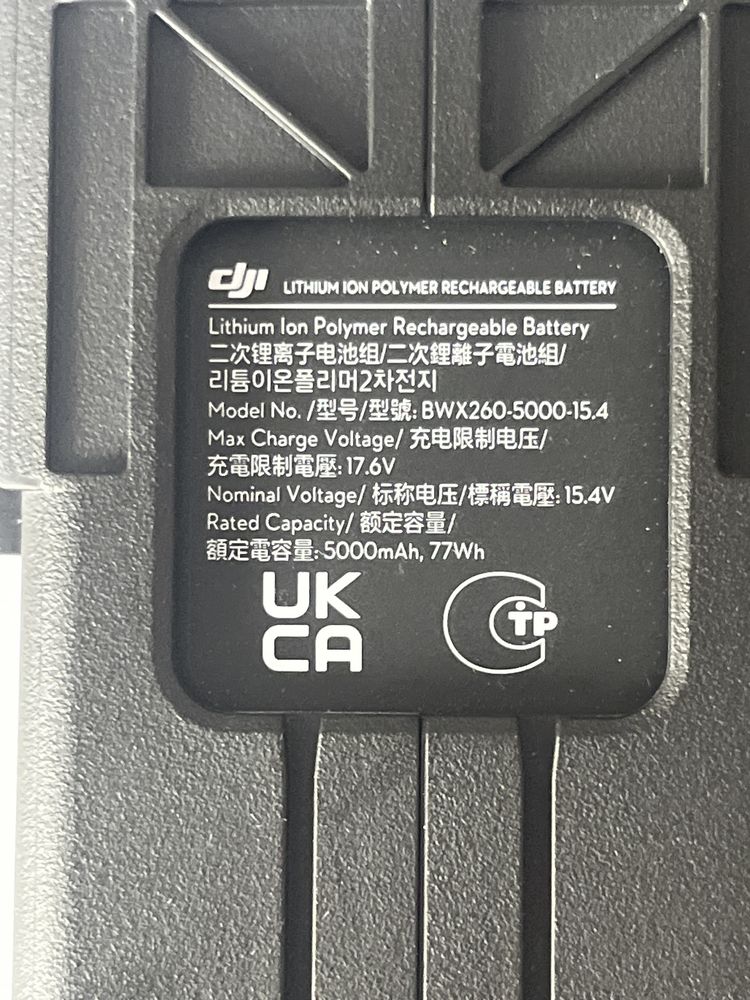 dji LITHIUM ION POLYMER RECHARGEABLE BATTERY
Lithium Ion Polymer Rechargeable Battery
二次锂离子电池组/二次鋰離子電池組/
리튬이온폴리머2차전지
Model No. /型号/型號: BWX260-5000-15.4
Max Charge Voltage/ 充电限制电压/
充電限制電壓: 17.6V
Nominal Voltage/ 标称电压/標稱電壓: 15.4V
Rated Capacity/ 额定容量/
額定電容量: 5000mAh, 77Wh
UK
CA
TP